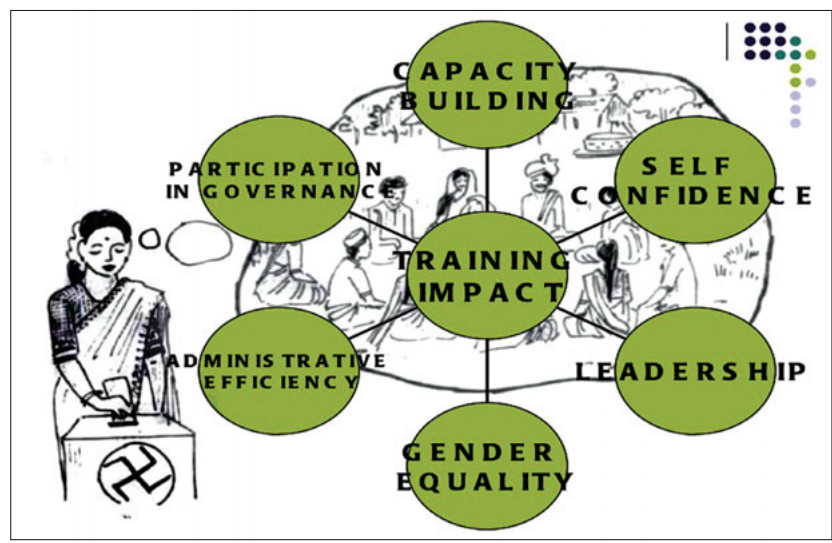 CAPACITY
BUILDING
PARTICIPATION
IN GOVERNANCE
SELF
CONFIDENCE
TRAINING
IMPACT
ADMINISTRATIVE
EFFICIENCY
LEADERSHIP
GENDER
EQUALITY